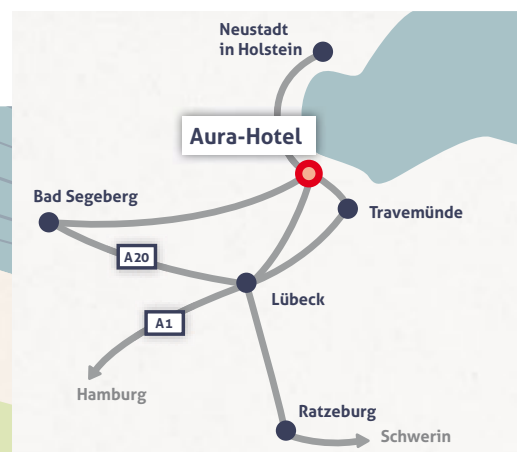 Neustadt
in Holstein
Aura-Hotel
Bad Segeberg
Travemünde
A20
Lübeck
A1
Hamburg
Ratzeburg
Schwerin